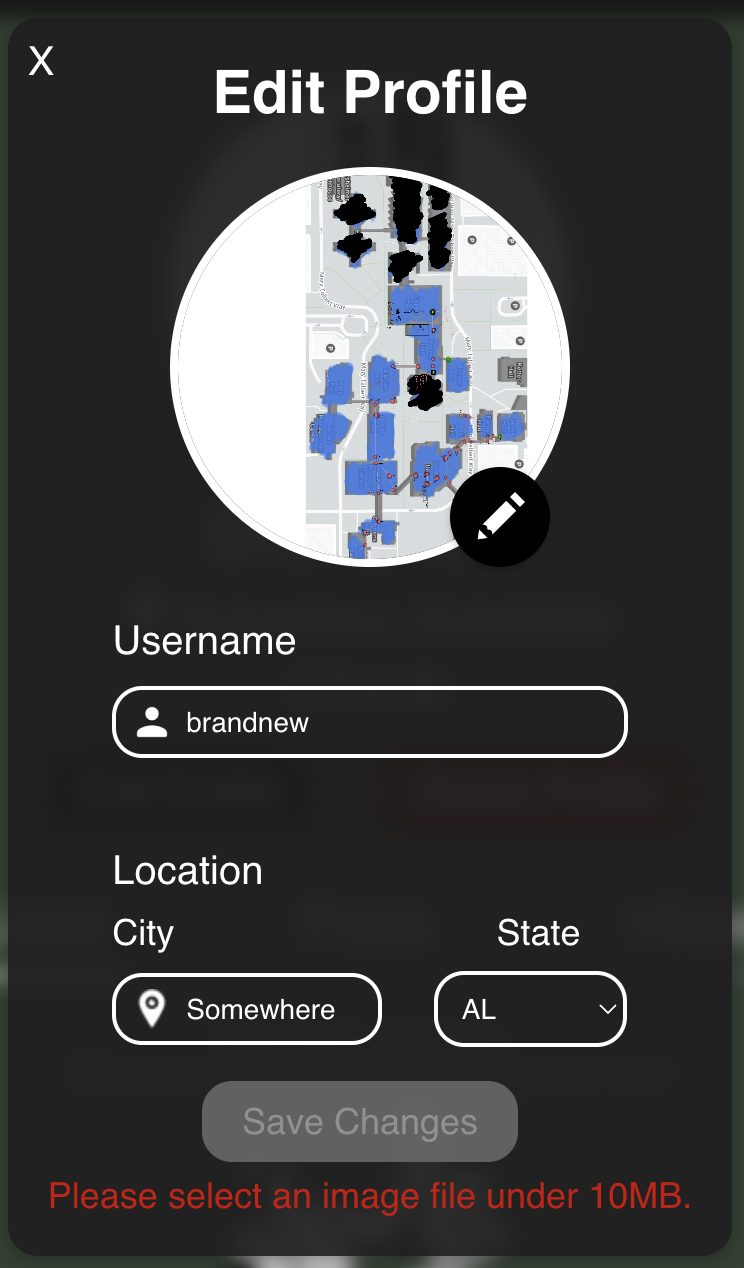 X
Edit Profile
Username
brandnew
Location
City
State
Somewhere
AL
Save Changes
Please select an image file under 10MB.